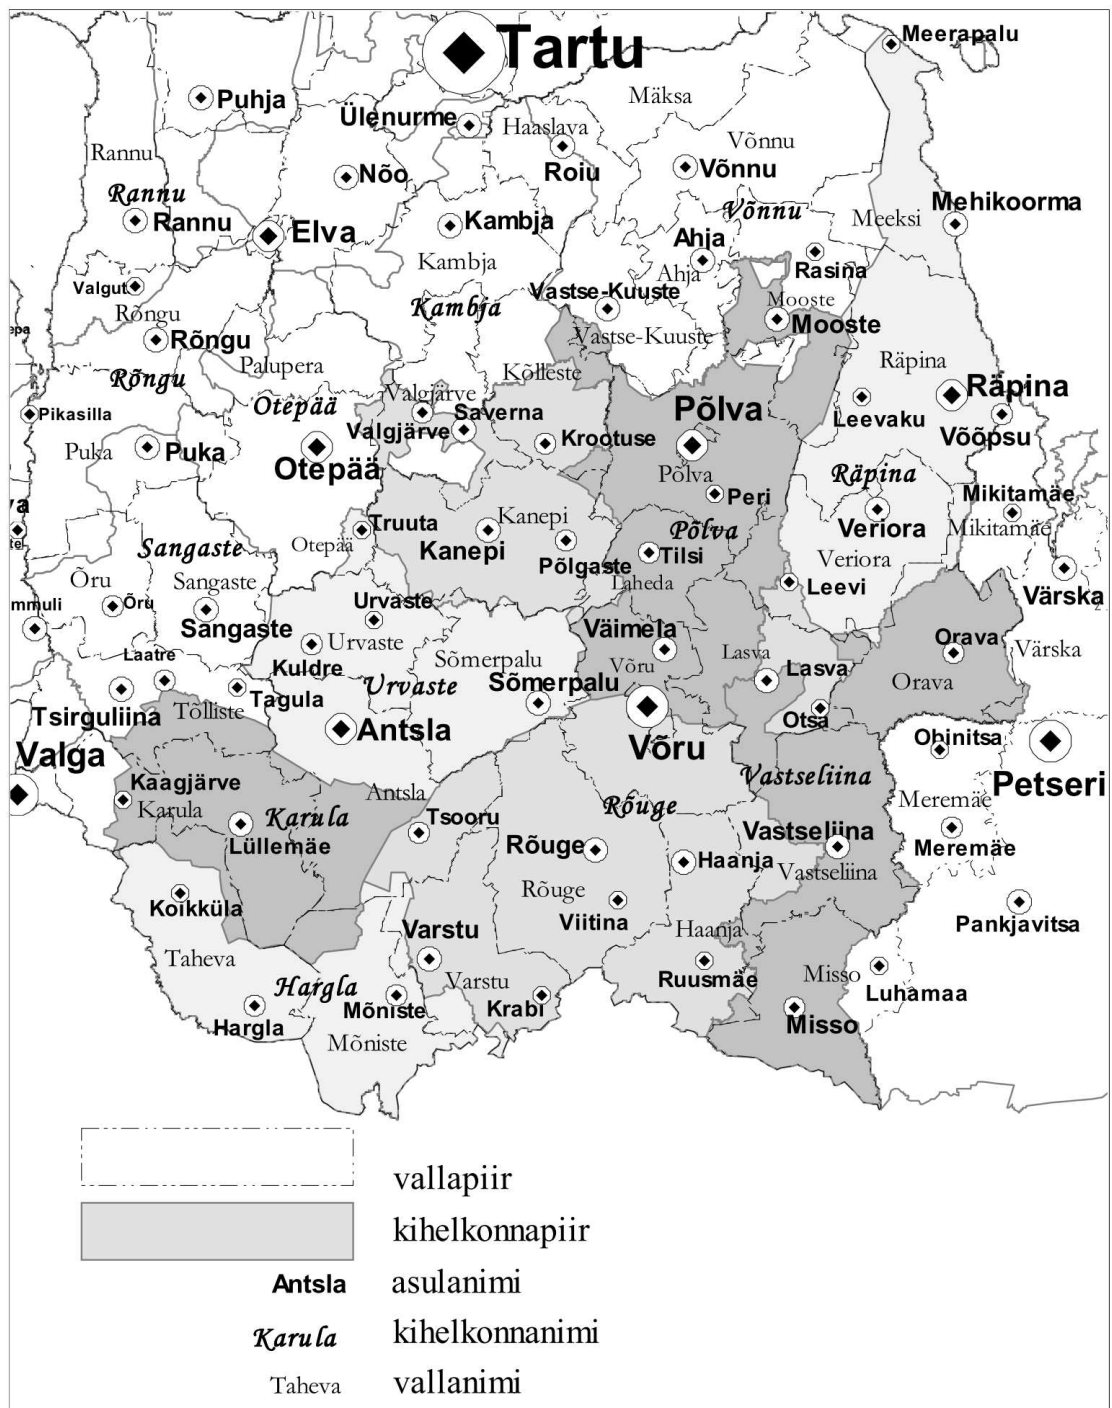 Tartu
Meerapalu
Puhja
Mäksa
Ülenurme
Haaslava
Võnnu
Rannu
Nõo
Roiu
Võnnu
Rannu
Rannu
Elva
Kambja
Võnnu
Meeksi
Mehikoorma
Ahja
Kambja
Ahja
Rasina
Valgut
Vastse-Kuuste
Mooste
Rõngu
Kambja
Mooste
Rõngu
Vastse-Kuuste
Palupera
Kõlleste
Räpina
Rõngu
Otepää
Valgjärve
Räpina
Pikasilla
Saverna
Põlva
Leevaku
Valgjärve
Krootuse
Võõpsu
Puka
Puka
Otepää
Põlva
Räpina
Peri
Mikitamäe
Truuta
Kanepi
Põlva
Veriora
Mikitamäe
Otepää
Kanepi
Sangaste
Põlgaste
Tilsi
Veriora
Õru
Sangaste
Laheda
Leevi
Värska
Õru
Urvaste
mmuli
Sangaste
Urvaste
Väimela
Orava
Värska
Laatre
Kuldre
Sõmerpalu
Võru
Lasva
Lasva
Urvaste
Sõmerpalu
Orava
Tsirguliina
Tõlliste
Tagula
Otsa
Antsla
Võru
Obinitsa
Valga
Petseri
Kaagjärve
Vastseliina
Karula
Karula
Antsla
Rõuge
Meremäe
Tsooru
Lüllemäe
Rõuge
Vastseliina
Meremäe
Haanja
Vastseliina
Koikküla
Rõuge
Viitina
Pankjavitsa
Varstu
Haanja
Taheva
Hargla
Varstu
Ruusmäe
Misso
Luhamaa
Hargla
Mõniste
Krabi
Misso
Mõniste
vallapiir
kihelkonnapiir
Antsla asulanimi
Karula kihelkonnanimi
Taheva vallanimi